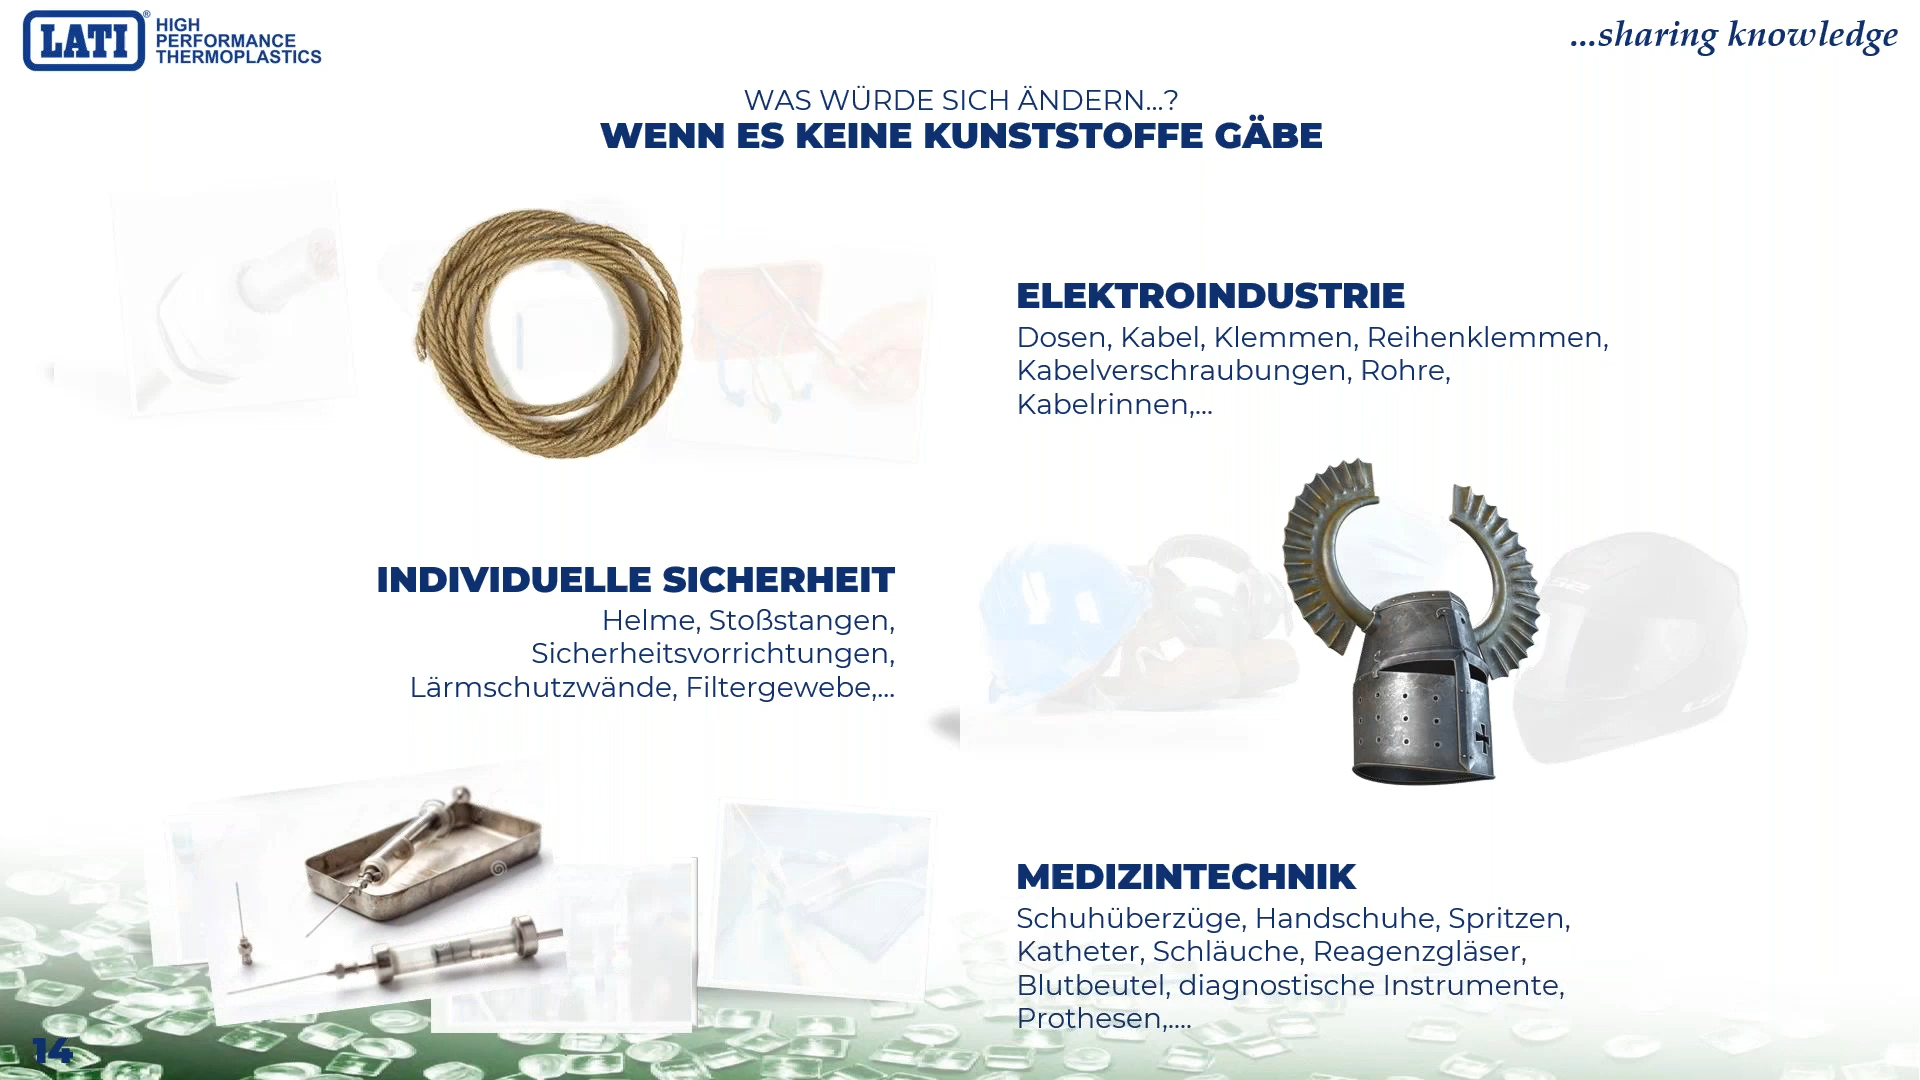 LATI®
HIGH
PERFORMANCE
THERMOPLASTICS
...sharing knowledge
WAS WÜRDE SICH ÄNDERN...?
WENN ES KEINE KUNSTSTOFFE GÄBE
ELEKTROINDUSTRIE
Dosen, Kabel, Klemmen, Reihenklemmen,
Kabelverschraubungen, Rohre,
Kabelrinnen,...
INDIVIDUELLE SICHERHEIT
Helme, Stoßstangen,
Sicherheitsvorrichtungen,
Lärmschutzwände, Filtergewebe,...
MEDIZINTECHNIK
Schuhüberzüge, Handschuhe, Spritzen,
Katheter, Schläuche, Reagenzgläser,
Blutbeutel, diagnostische Instrumente,
Prothesen,....
14